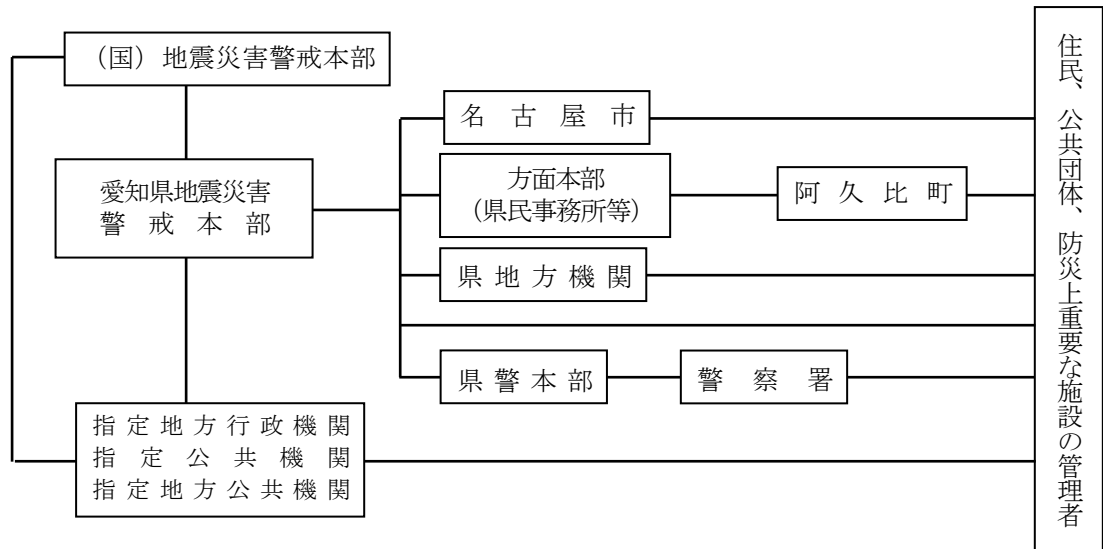 （国）地震災害警戒本部
名古屋市
愛知県地震災害
警戒本部
方面本部
（県民事務所等）
阿久比町
県地方機関
県警本部
警察署
指定地方行政機関
指定公共機関
指定地方公共機関
住民、公共団体、防災上重要な施設の管理者